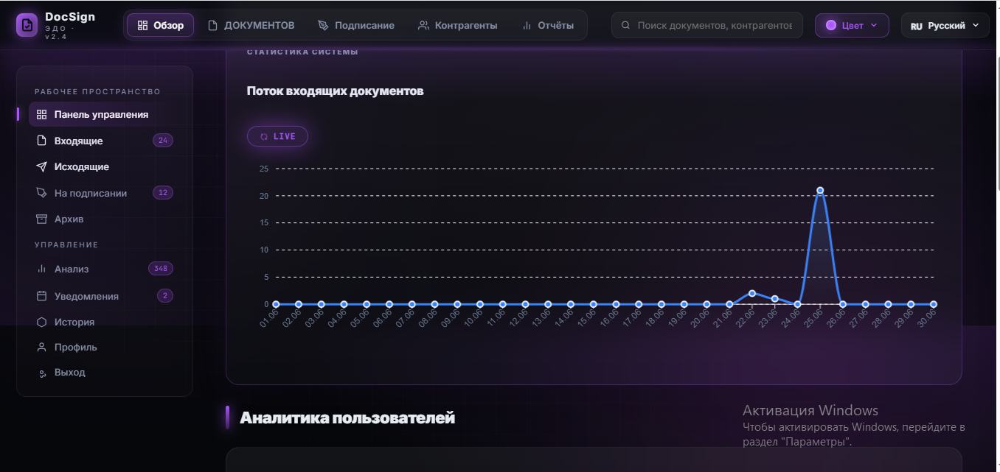 DocSign
ЭДО ·
v2.4
Обзор
ДОКУМЕНТОВ
Подписание
Контрагенты
Отчёты
Поиск документов, контрагентов
Цвет
RU Русский
РАБОЧЕЕ ПРОСТРАНСТВО
Панель управления
Входящие 24
Исходящие
На подписании 12
Архив
УПРАВЛЕНИЕ
Анализ 348
Уведомления 2
История
Профиль
Выход
СТАТИСТИКА СИСТЕМЫ
Поток входящих документов
LIVE
25
20
15
10
5
0
01.06 02.06 03.06 04.06 05.06 06.06 07.06 08.06 09.06 10.06 11.06 12.06 13.06 14.06 15.06 16.06 17.06 18.06 19.06 20.06 21.06 22.06 23.06 24.06 25.06 26.06 27.06 28.06 29.06 30.06
Аналитика пользователей
Активация Windows
Чтобы активировать Windows, перейдите в
раздел "Параметры".